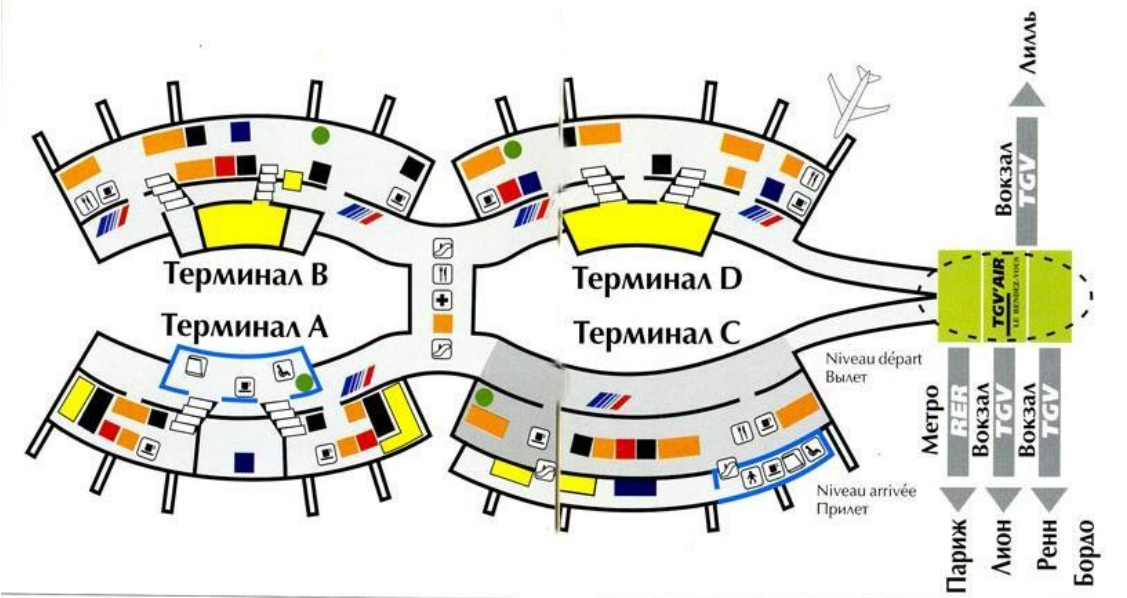 Лилль
Вокзал
TGV
Терминал B
Терминал D
Терминал A
Терминал C
TGV'AIR
LE RENDEZ-VOUS
Niveau départ
Вылет
Метро
RER
Вокзал
TGV
Вокзал
TGV
Niveau arrivée
Прилет
Париж
Лион
Ренн
Бордо